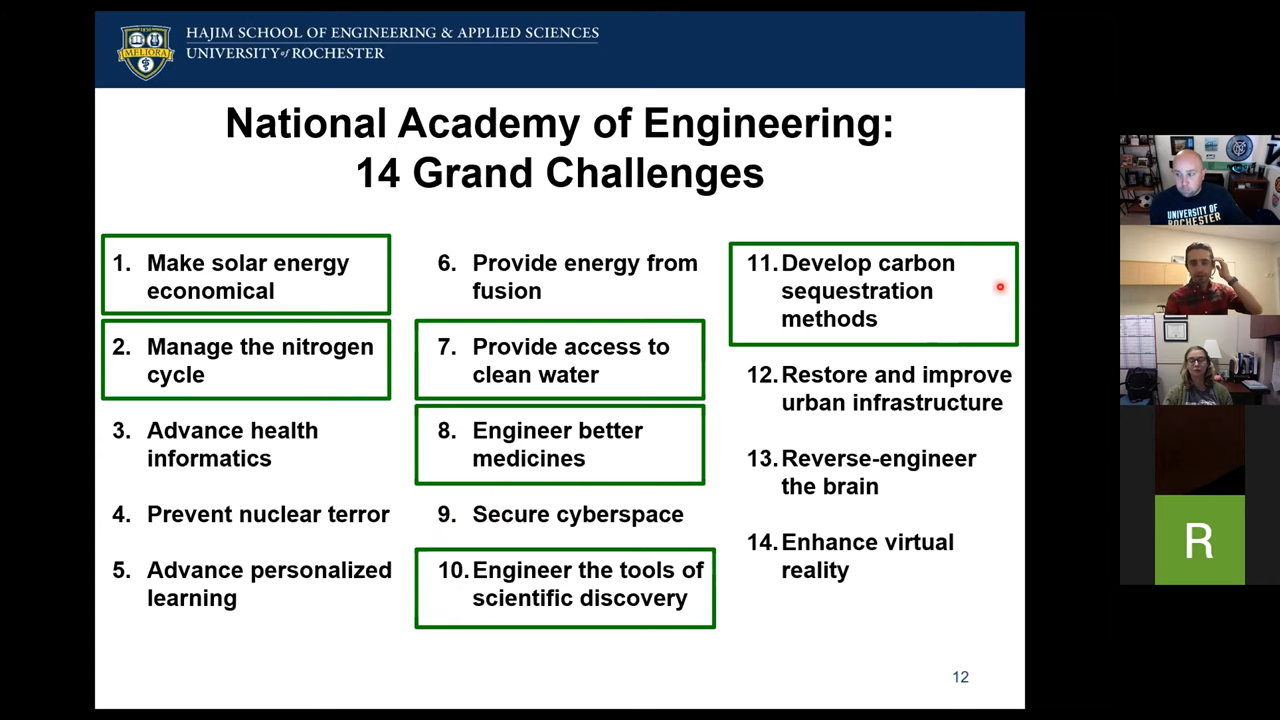 HAJIM SCHOOL OF ENGINEERING & APPLIED SCIENCES
UNIVERSITY of ROCHESTER
MELIORA
National Academy of Engineering:
14 Grand Challenges
1. Make solar energy
economical
2. Manage the nitrogen
cycle
3. Advance health
informatics
4. Prevent nuclear terror
5. Advance personalized
learning
6. Provide energy from
fusion
7. Provide access to
clean water
8. Engineer better
medicines
9. Secure cyberspace
10. Engineer the tools of
scientific discovery
11. Develop carbon
sequestration
methods
12. Restore and improve
urban infrastructure
13. Reverse-engineer
the brain
14. Enhance virtual
reality
12
UNIVERSITY OF
ROCHESTER
R